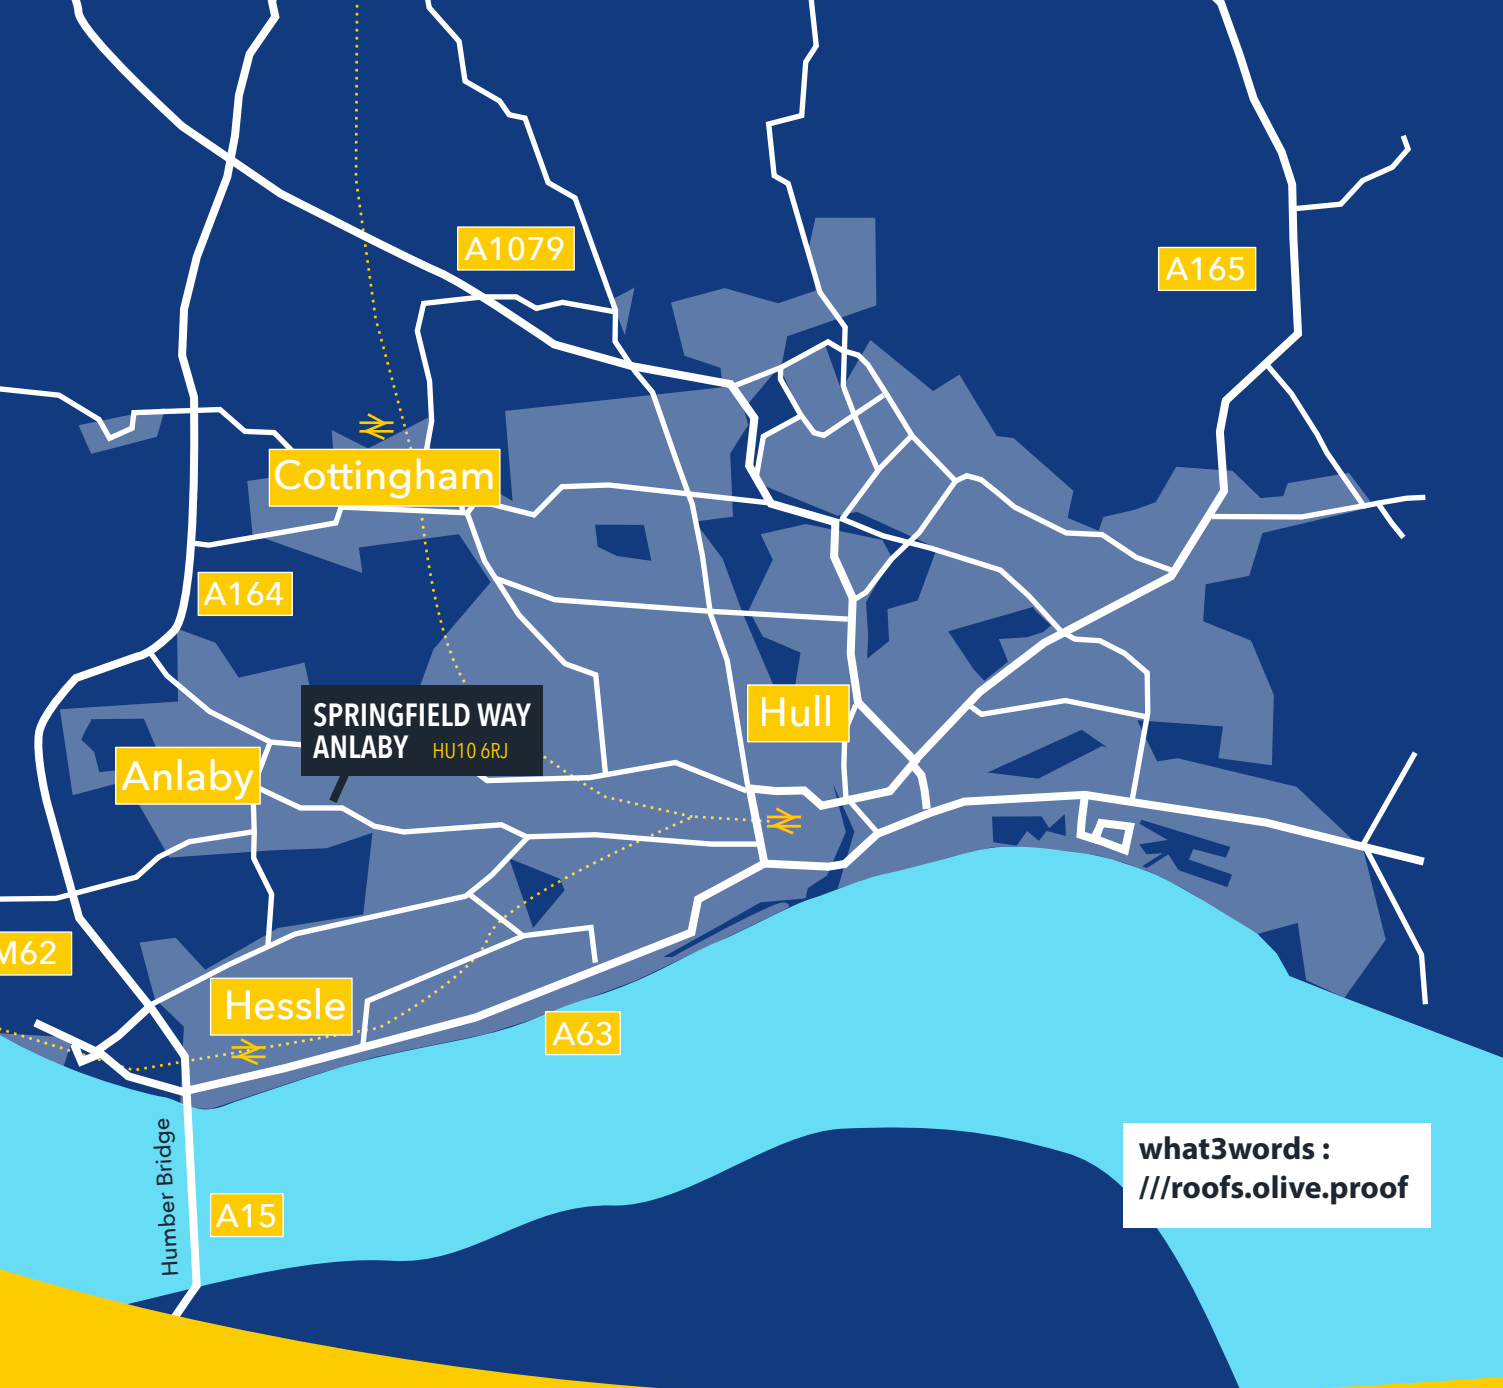 A1079
A165
Cottingham
A164
SPRINGFIELD WAY
ANLABY HU10 6RJ
Hull
Anlaby
M62
Hessle
A63
Humber Bridge
A15
what3words :
///roofs.olive.proof